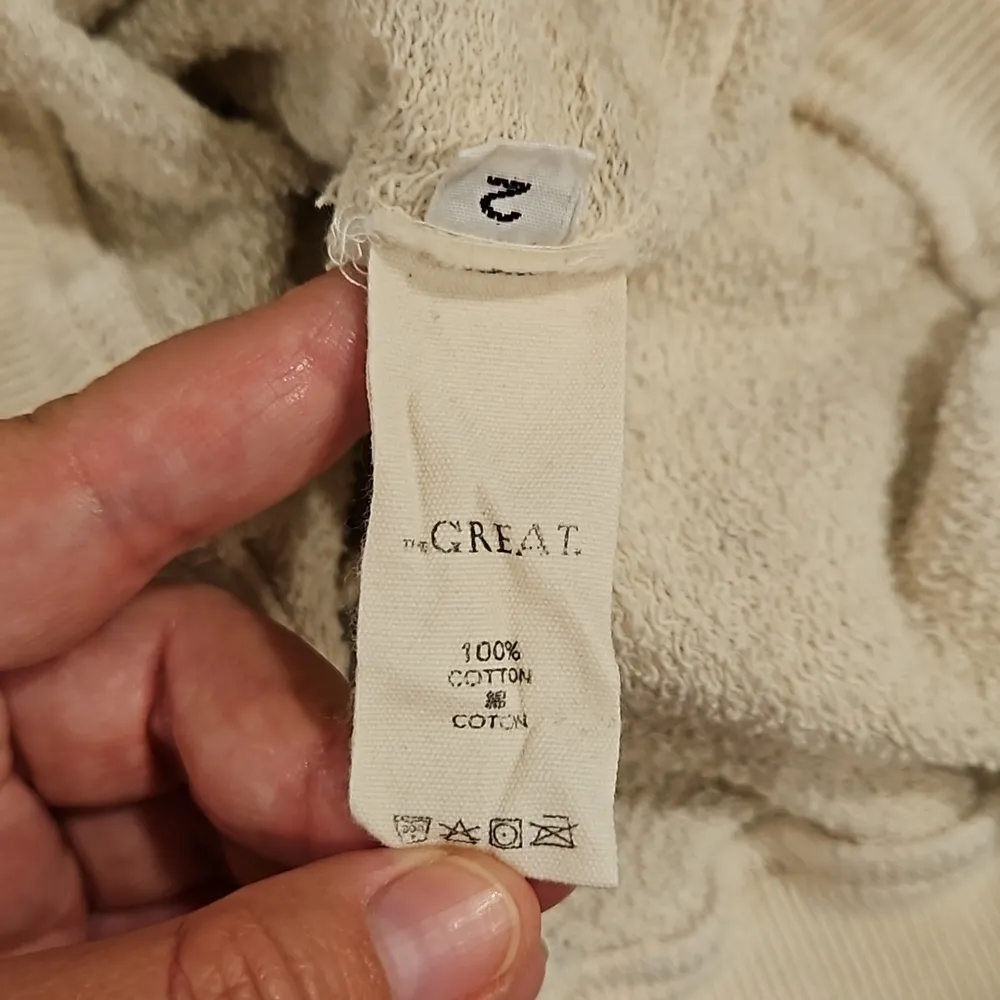 2
THE GREAT.
100%
COTTON
綿
COTON